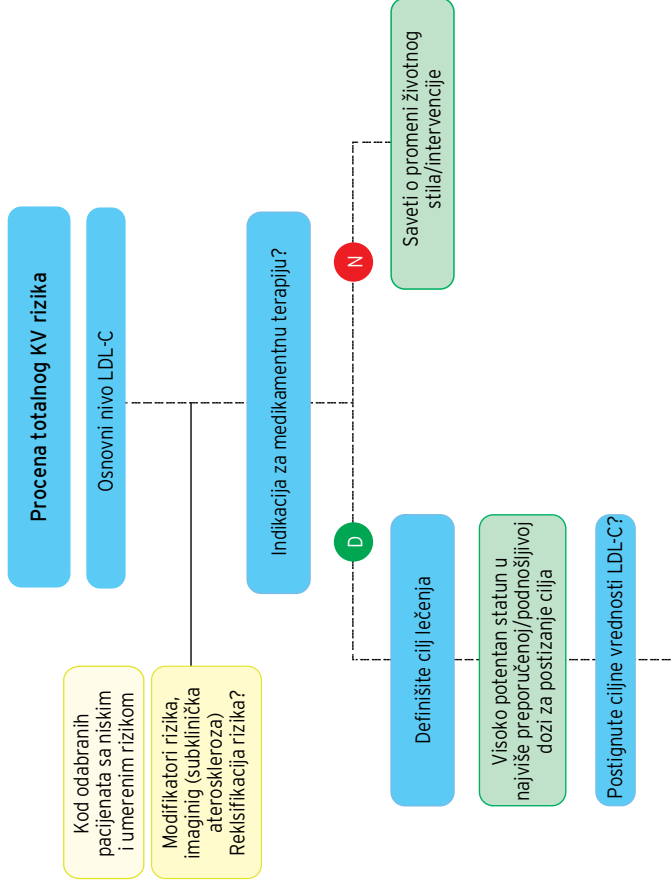 Procena totalnog KV rizika
Osnovni nivo LDL-C
Kod odabranih
pacijenata sa niskim
i umerenim rizikom
Modifikatori rizika,
imaginig (subklinička
ateroskleroza)
Reklsifikacija rizika?
Indikacija za medikamentnu terapiju?
D
N
Definišite cilj lečenja
Saveti o promeni životnog
stila/intervencije
Visoko potentan statun u
najviše preporučenoj/podnošljivoj
dozi za postizanje cilja
Postignute ciljne vrednosti LDL-C?